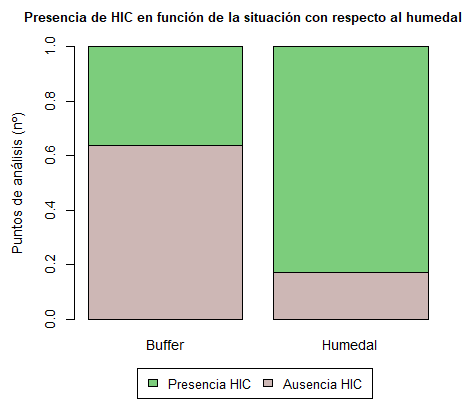 Presencia de HIC en función de la situación con respecto al humedal
Puntos de análisis (nº)
1.0
0.8
0.6
0.4
0.2
0.0
Buffer Humedal
Presencia HIC Ausencia HIC